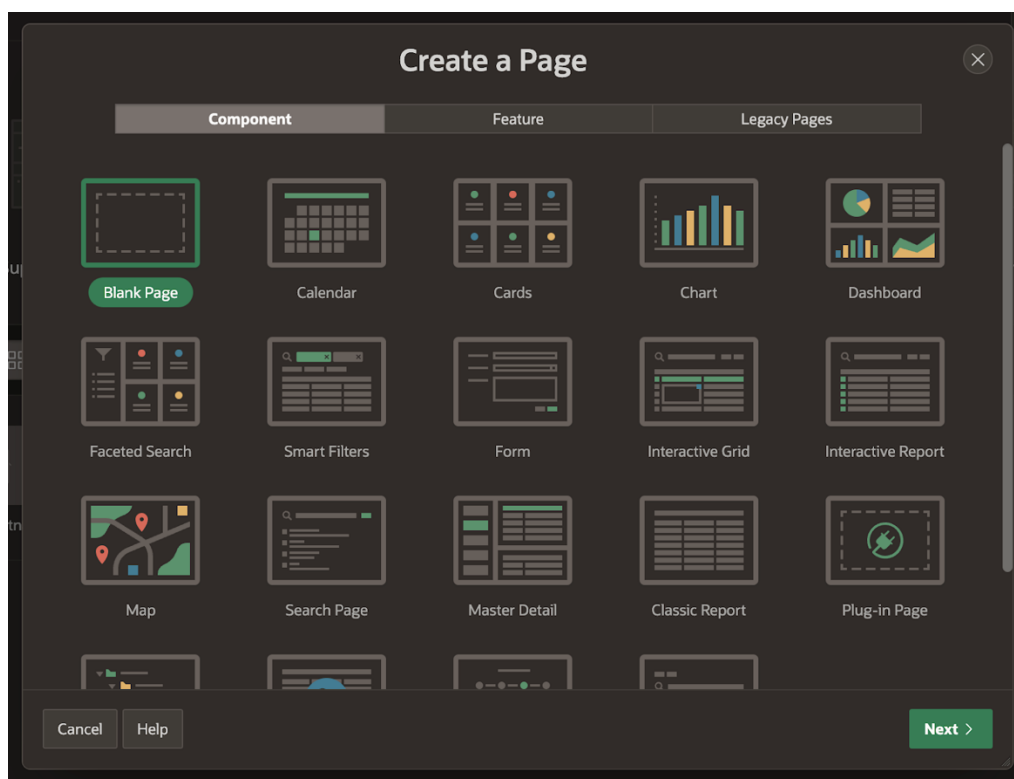 Create a Page
Component Feature Legacy Pages
Blank Page Calendar Cards Chart Dashboard
Faceted Search Smart Filters Form Interactive Grid Interactive Report
Map Search Page Master Detail Classic Report Plug-in Page
Cancel Help Next